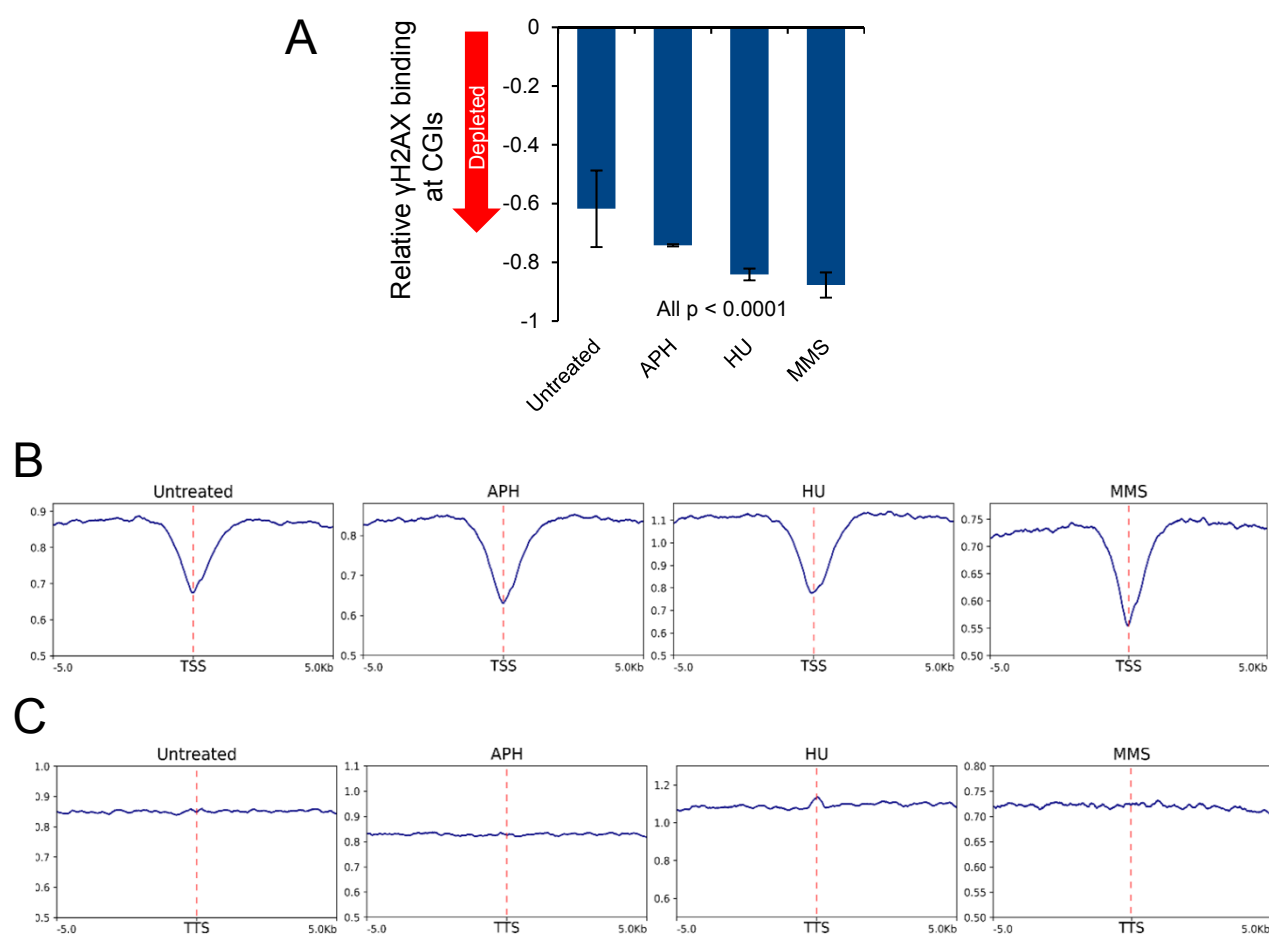 A
Relative γH2AX binding
at CGIs
Depleted
0
-0.2
-0.4
-0.6
-0.8
-1
All p < 0.0001
Untreated
APH
HU
MMS
B
Untreated
0.9
0.8
0.7
0.6
0.5
-5.0
TSS
5.0Kb
APH
0.8
0.7
0.6
0.5
-5.0
TSS
5.0Kb
HU
1.1
1.0
0.9
0.8
0.7
0.6
0.5
-5.0
TSS
5.0Kb
MMS
0.75
0.70
0.65
0.60
0.55
0.50
-5.0
TSS
5.0Kb
C
Untreated
1.0
0.9
0.8
0.7
0.6
0.5
-5.0
TTS
5.0Kb
APH
1.1
1.0
0.9
0.8
0.7
0.6
0.5
-5.0
TTS
5.0Kb
HU
1.2
1.0
0.8
0.6
-5.0
TTS
5.0Kb
MMS
0.80
0.75
0.70
0.65
0.60
0.55
0.50
-5.0
TTS
5.0Kb